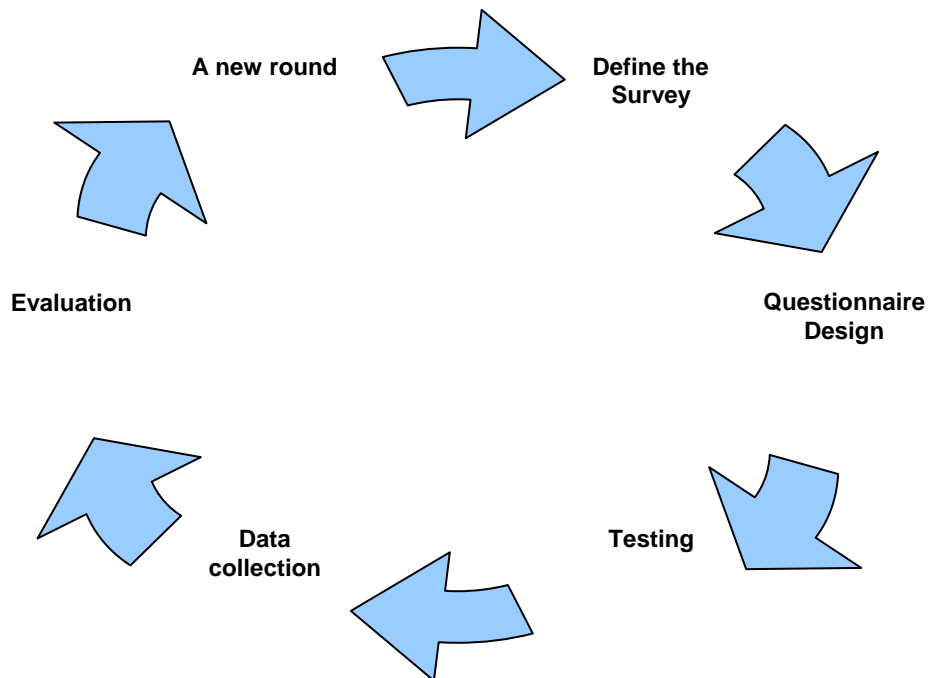 A new round
Define the
Survey
Questionnaire
Design
Testing
Data
collection
Evaluation